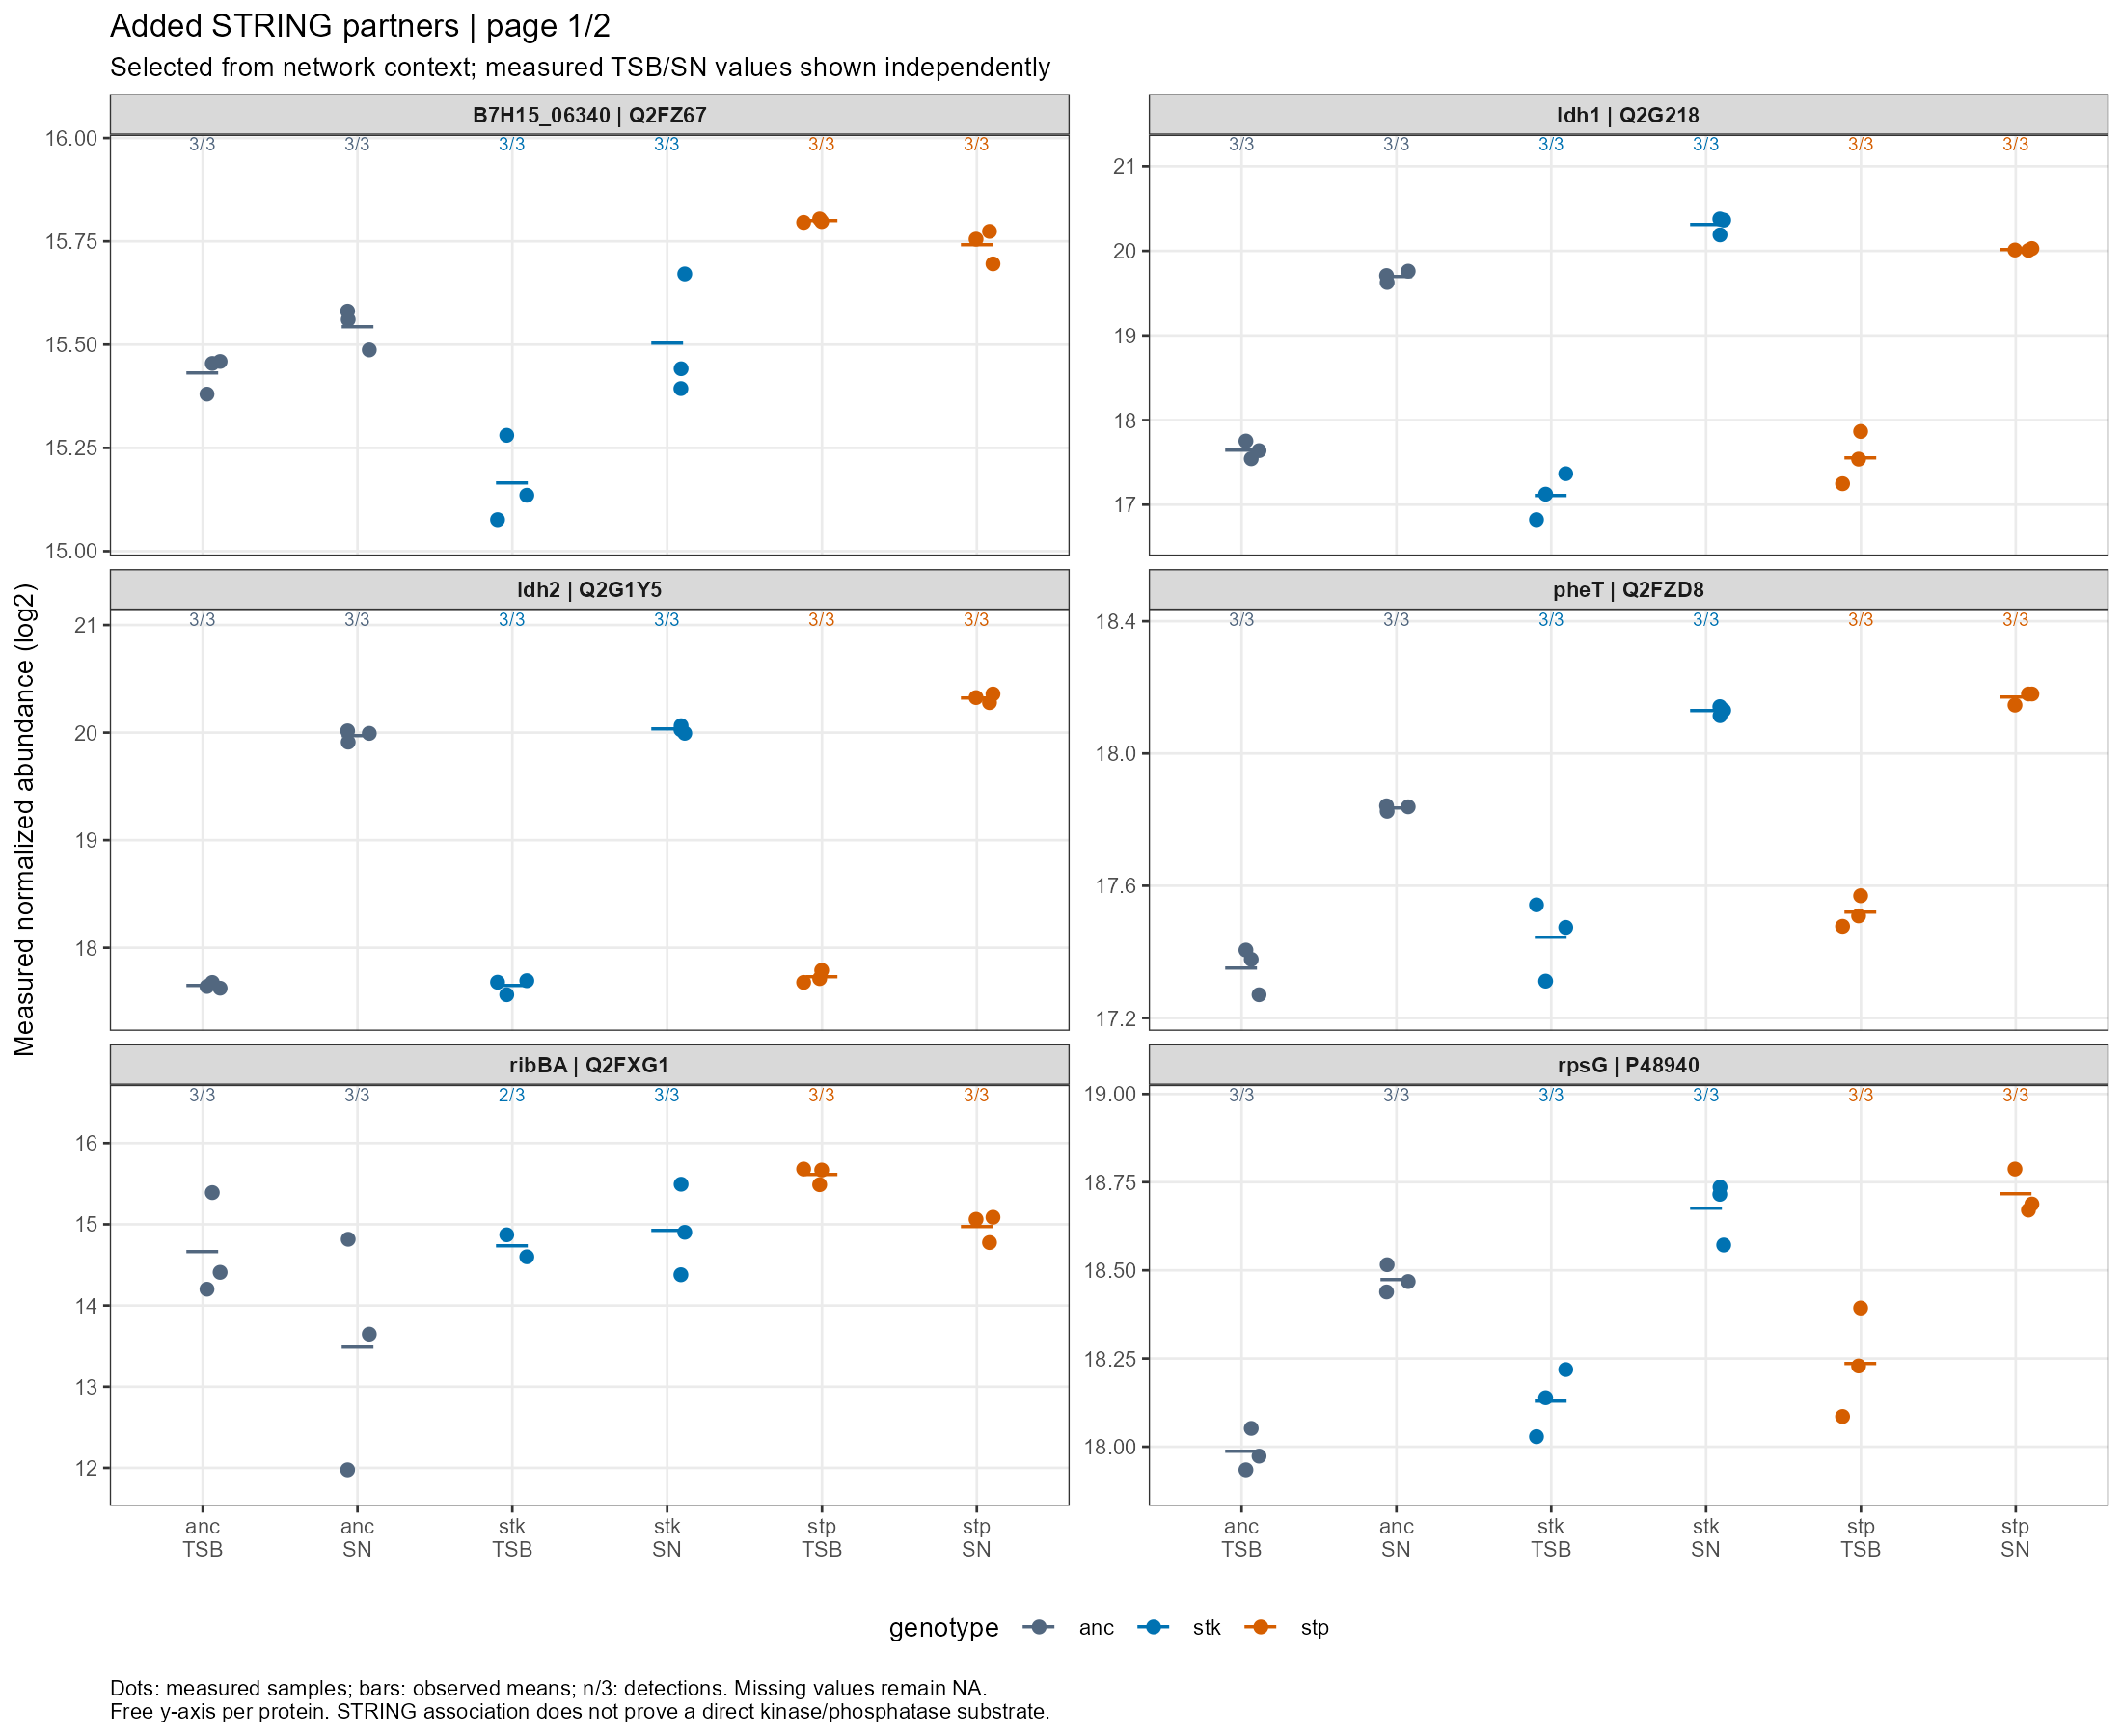 Added STRING partners | page 1/2
Selected from network context; measured TSB/SN values shown independently
Measured normalized abundance (log2)
B7H15_06340 | Q2FZ67
3/3 3/3 3/3 3/3 3/3 3/3
16.00
15.75
15.50
15.25
15.00
ldh1 | Q2G218
3/3 3/3 3/3 3/3 3/3 3/3
21
20
19
18
17
ldh2 | Q2G1Y5
3/3 3/3 3/3 3/3 3/3 3/3
21
20
19
18
pheT | Q2FZD8
3/3 3/3 3/3 3/3 3/3 3/3
18.4
18.0
17.6
17.2
ribBA | Q2FXG1
3/3 3/3 2/3 3/3 3/3 3/3
16
15
14
13
12
anc anc stk stk stp stp
TSB SN TSB SN TSB SN
rpsG | P48940
3/3 3/3 3/3 3/3 3/3 3/3
19.00
18.75
18.50
18.25
18.00
anc anc stk stk stp stp
TSB SN TSB SN TSB SN
genotype anc stk stp
Dots: measured samples; bars: observed means; n/3: detections. Missing values remain NA.
Free y-axis per protein. STRING association does not prove a direct kinase/phosphatase substrate.